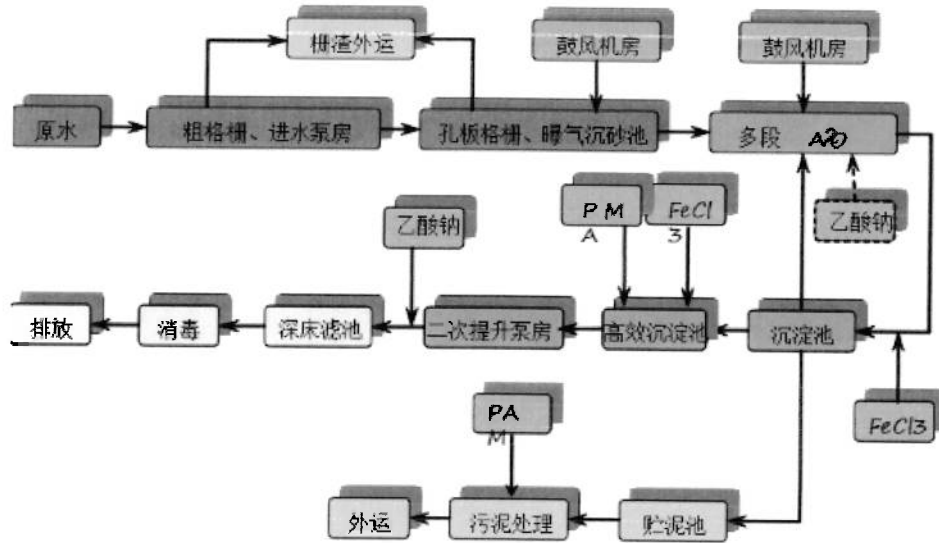 栅渣外运
鼓风机房
鼓风机房
原水
粗格栅、进水泵房
孔板格栅、曝气沉砂池
多段 A2O
乙酸钠
P M
A
FeCl
3
乙酸钠
排放
消毒
深床滤池
二次提升泵房
高效沉淀池
沉淀池
PA
M
FeCl3
外运
污泥处理
贮泥池